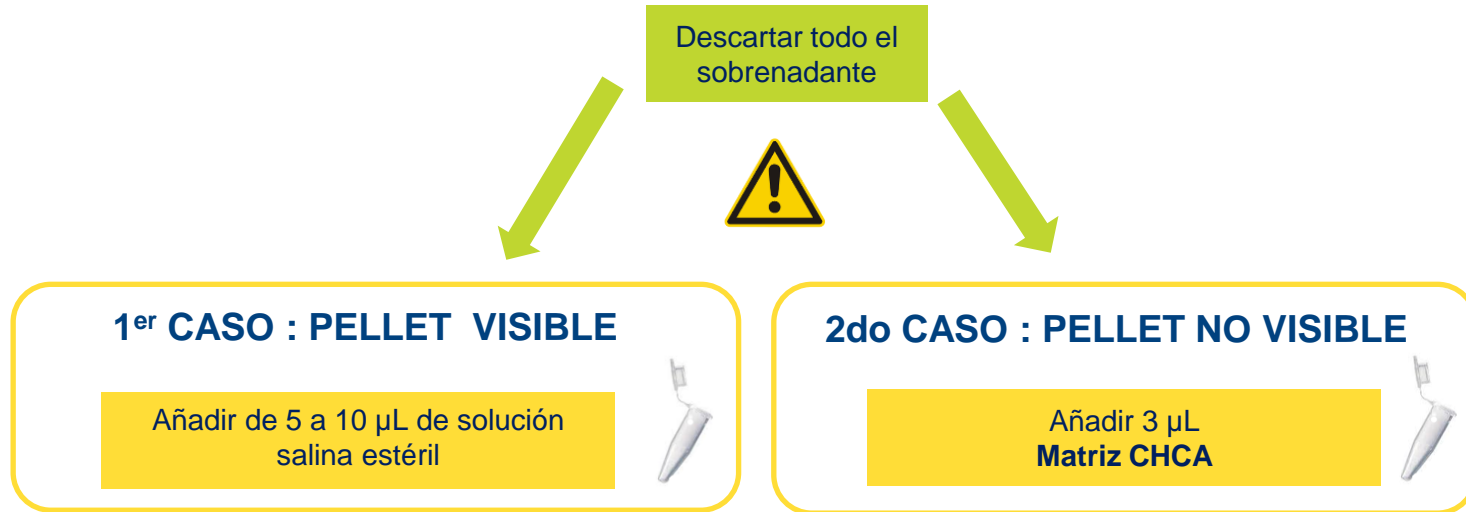 Descartar todo el
sobrenadante
1er CASO : PELLET VISIBLE
Añadir de 5 a 10 µL de solución
salina estéril
2do CASO : PELLET NO VISIBLE
Añadir 3 µL
Matriz CHCA